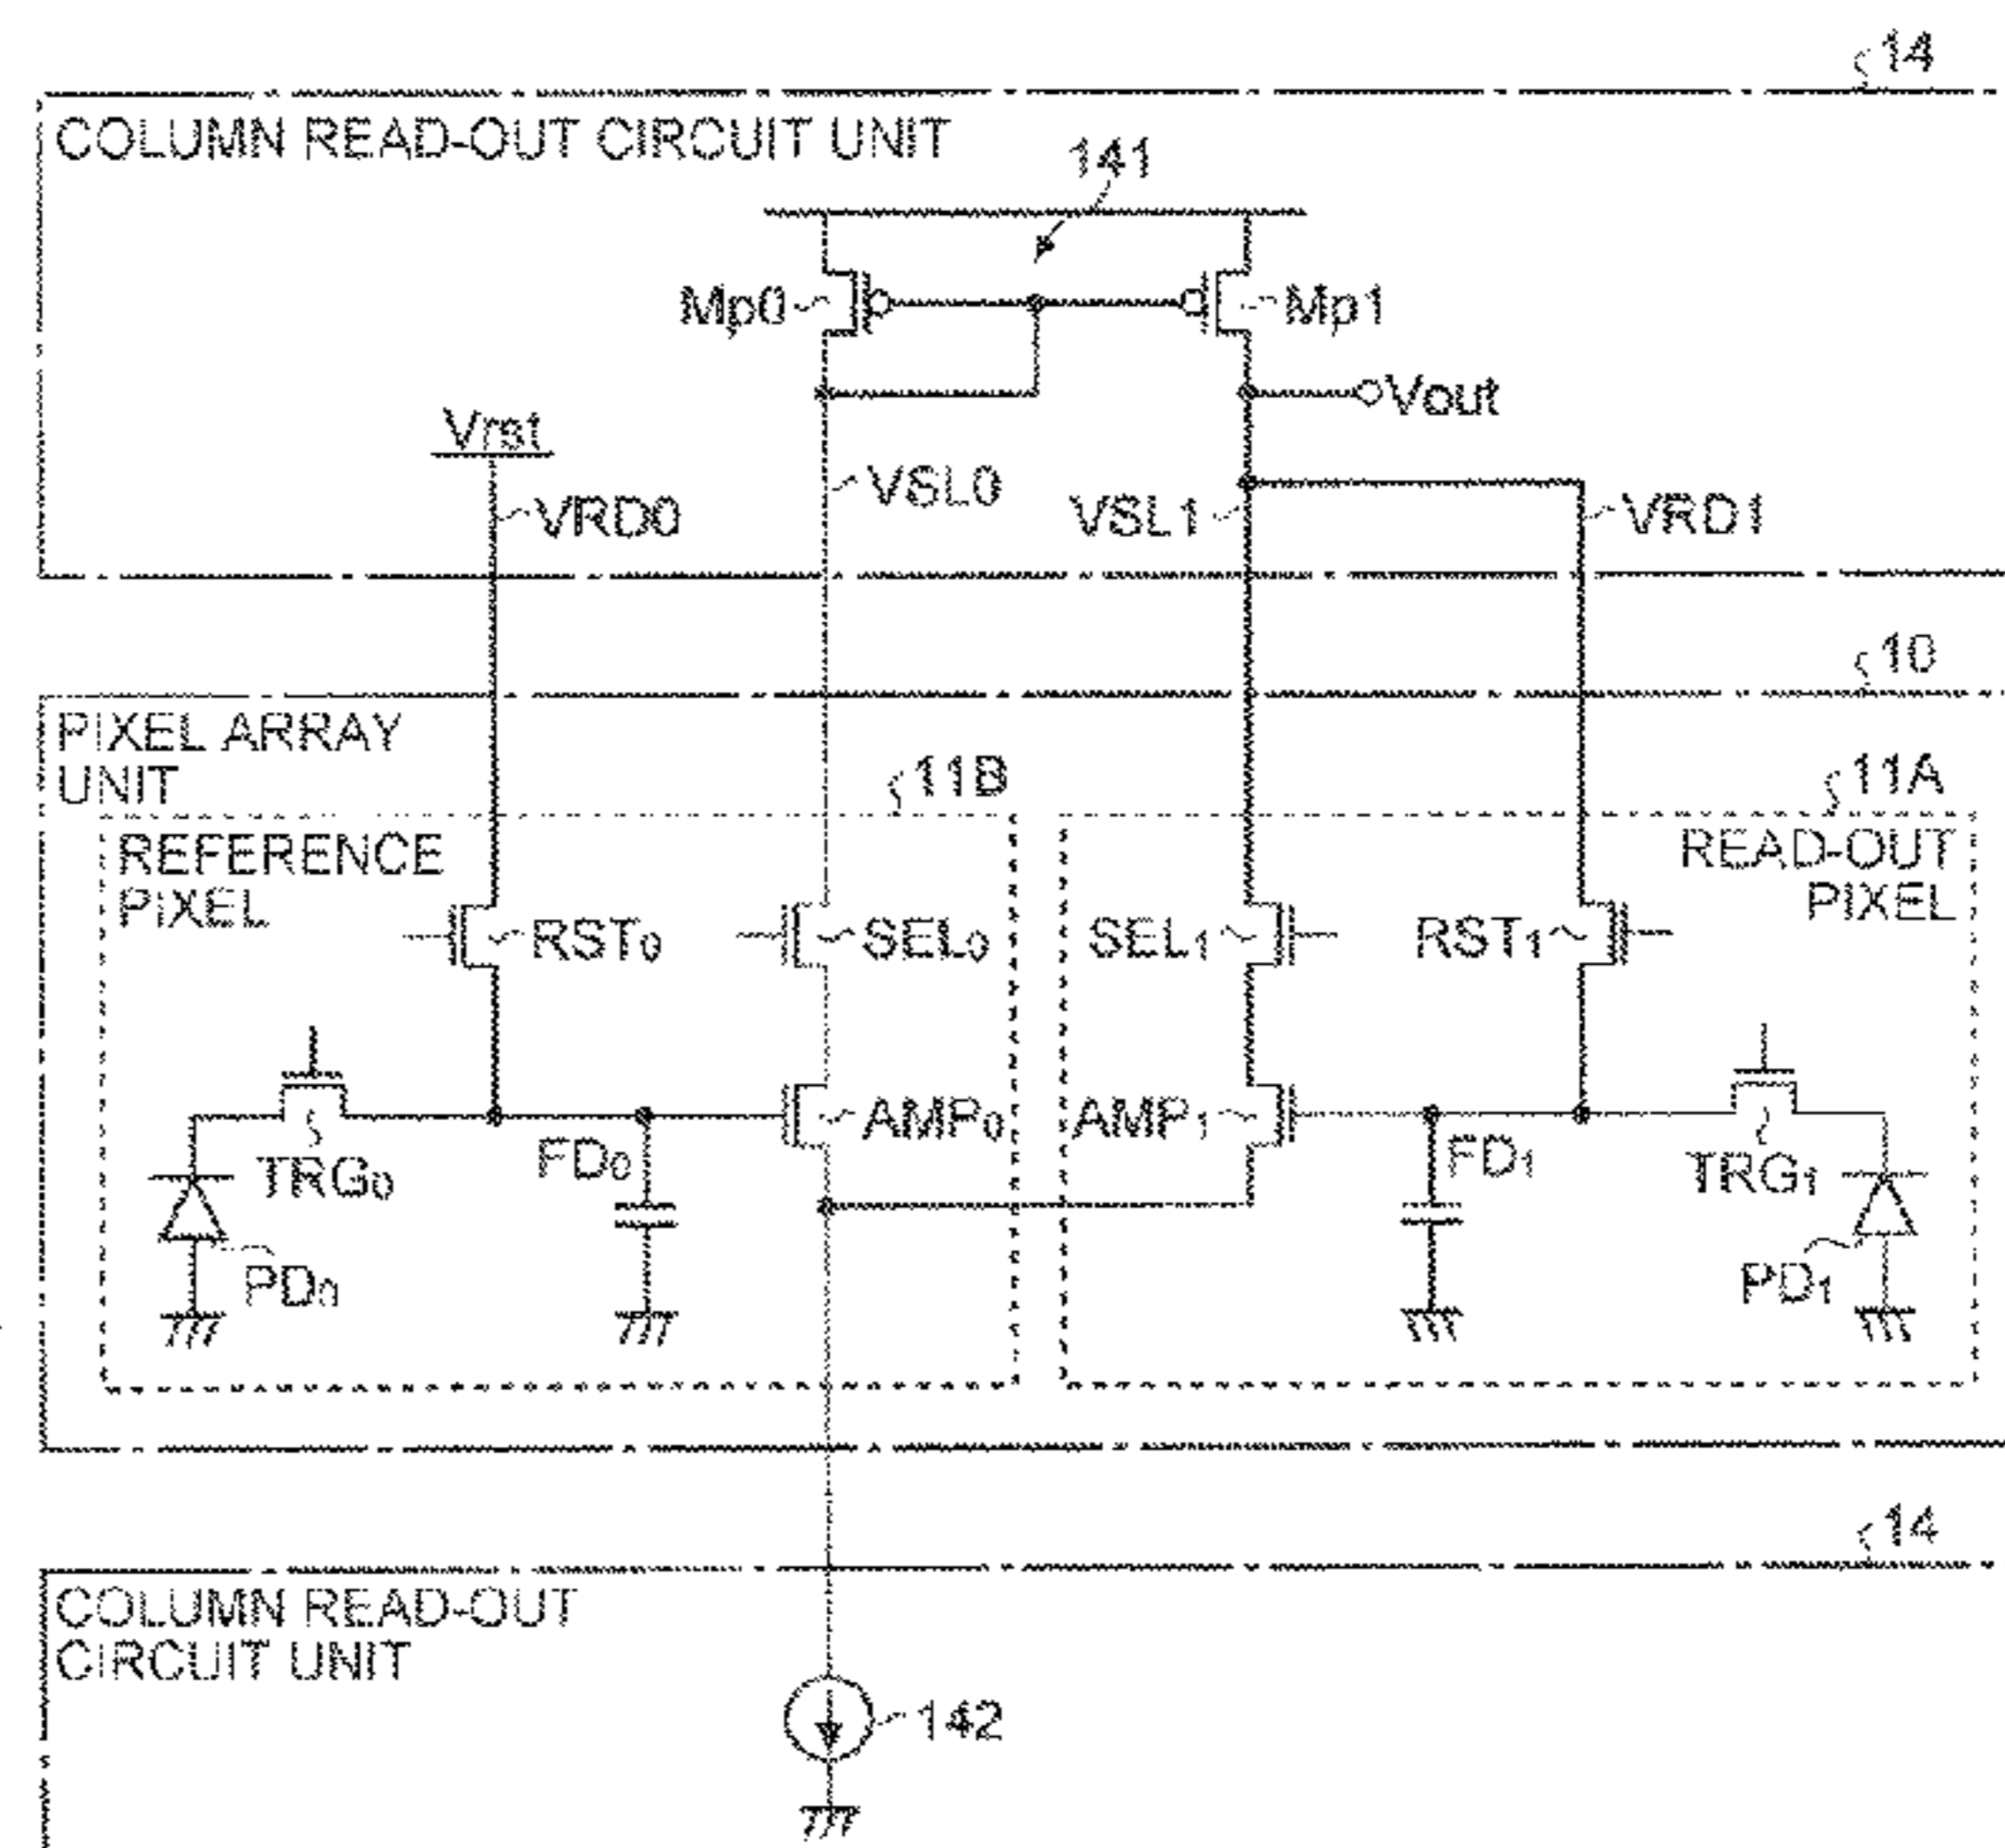 14
COLUMN READ-OUT CIRCUIT UNIT
141
Mp0
Mp1
Vout
Vrst
VSL0
VRD0
VSL1
VRD1
10
PIXEL ARRAY
UNIT
11B
11A
REFERENCE
PIXEL
READ-OUT
PIXEL
RST0
SEL0
SEL1
RST1
AMP0
AMP1
FD0
FD1
TRG0
TRG1
PD0
PD1
14
COLUMN READ-OUT
CIRCUIT UNIT
142